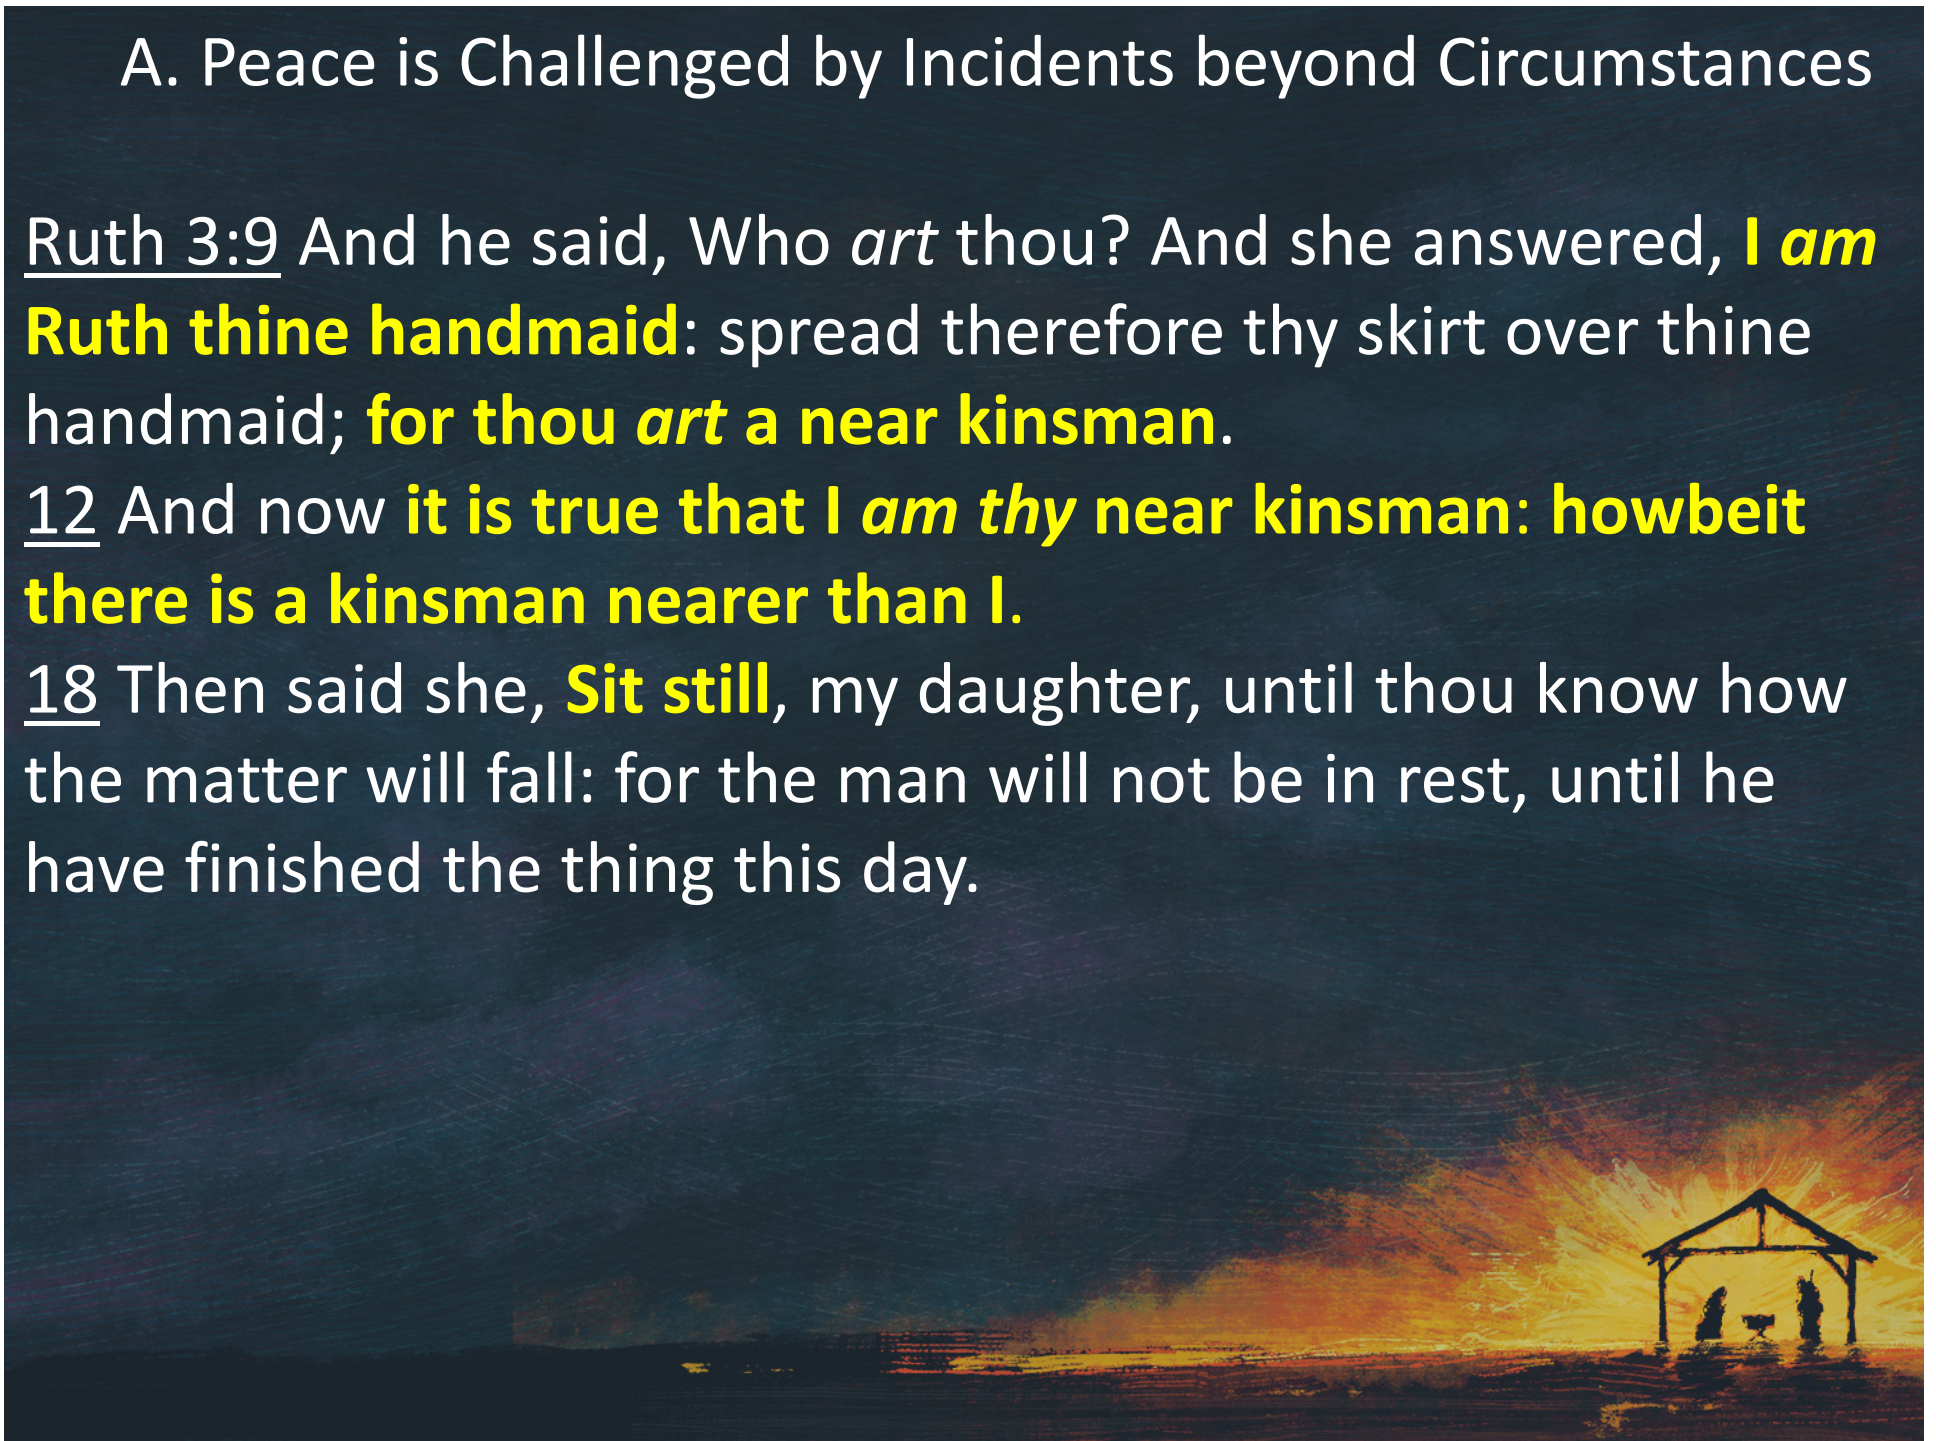 A. Peace is Challenged by Incidents beyond Circumstances
Ruth 3:9 And he said, Who art thou? And she answered, I am
Ruth thine handmaid: spread therefore thy skirt over thine
handmaid; for thou art a near kinsman.
12 And now it is true that I am thy near kinsman: howbeit
there is a kinsman nearer than I.
18 Then said she, Sit still, my daughter, until thou know how
the matter will fall: for the man will not be in rest, until he
have finished the thing this day.